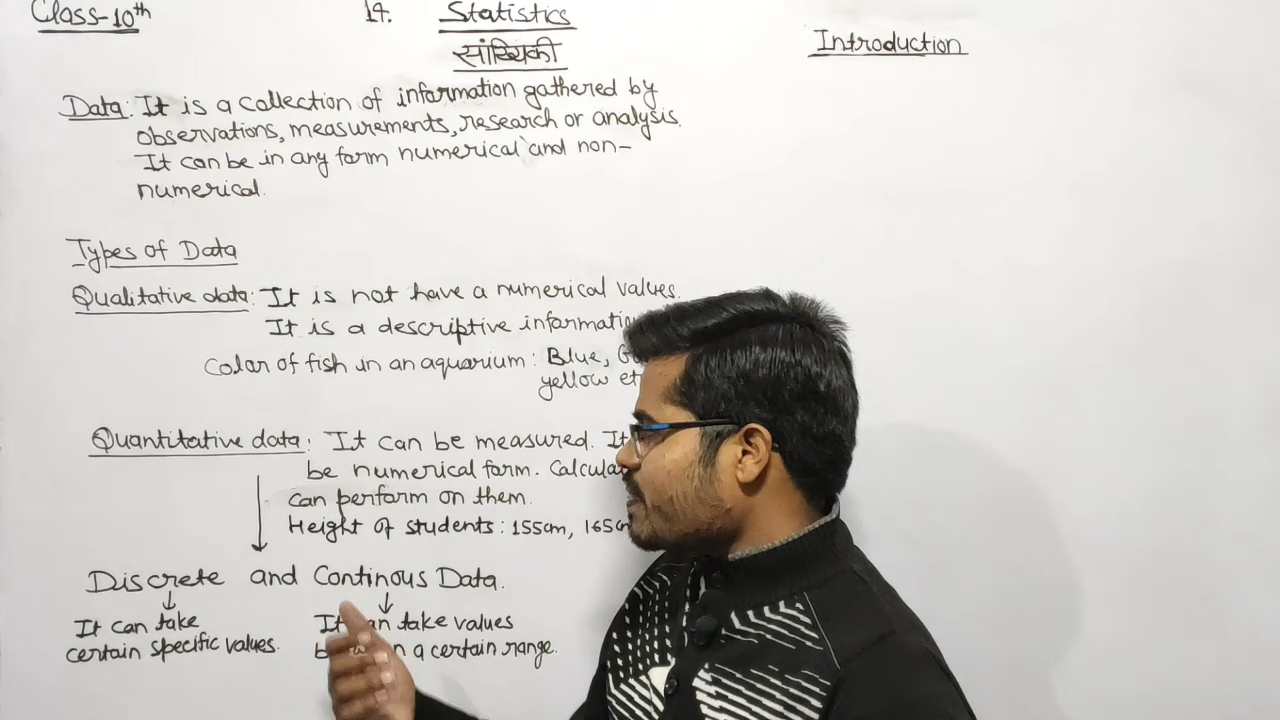 Class-10th
14. Statistics
सांख्यिकी
Introduction
Data: It is a collection of information gathered by
observations, measurements, research or analysis.
It can be in any form numerical and non-
numerical.
Types of Data
Qualitative data: It is not have a numerical values.
It is a descriptive
Color of fish in an aquarium: Blue,
yellow
Quantitative data: It can be measured. It
be numerical form.
can perform on them.
Height of students: 155cm,
Discrete and Continous Data.
It can take
certain specific values.
It can take values
a certain range.